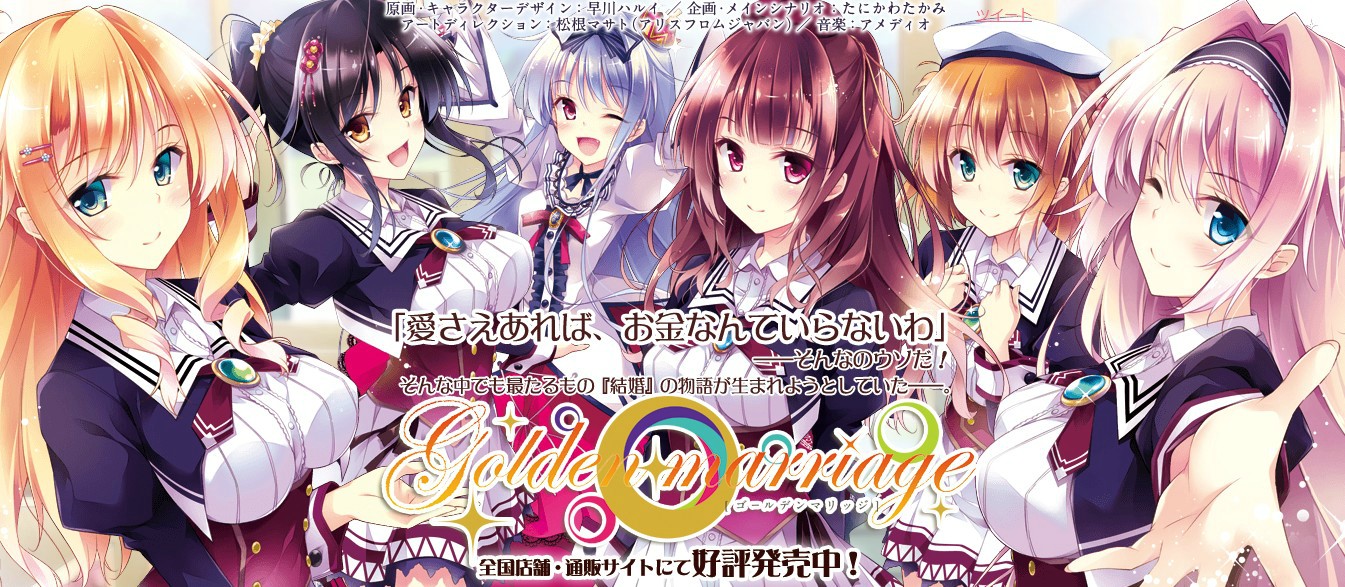 原画・キャラクターデザイン：早川ハルイ ／ 企画・メインシナリオ：たにかわたかみ
ツイート
アートディレクション：松根マサト(アリスフロムジャパン) ／ 音楽：アメディオ
「愛さえあれば、お金なんていらないわ」
――そんなのウソだ！
そんな中でも最たるもの『結婚』の物語が生まれようとしていた――。
Golden marriage
[ゴールデンマリッジ]
全国店舗・通販サイトにて好評発売中！